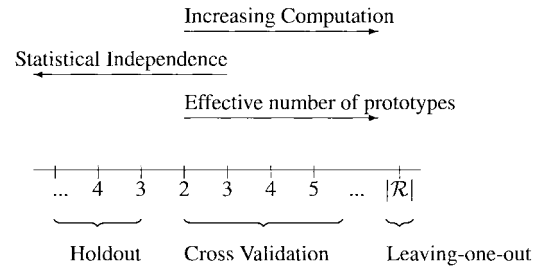 Increasing Computation
Statistical Independence
Effective number of prototypes
... 4 3 2 3 4 5 ... |ℛ|
Holdout Cross Validation Leaving-one-out